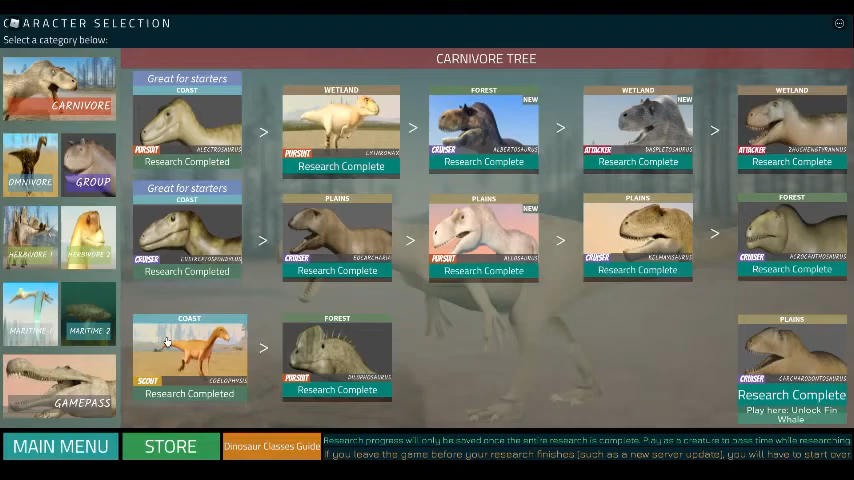 CHARACTER SELECTION
Select a category below:
CARNIVORE TREE
CARNIVORE
OMNIVORE
GROUP
HERBIVORE 1
HERBIVORE 2
MARITIME 1
MARITIME 2
GAMEPASS
Great for starters
COAST
PURSUIT
ALECTROSAURUS
Research Completed
>
WETLAND
PURSUIT
LYTHRONAX
Research Complete
>
FOREST
NEW
CRUISER
ALBERTOSAURUS
Research Complete
>
WETLAND
NEW
ATTACKER
DASPLETOSAURUS
Research Complete
>
WETLAND
ATTACKER
ZHUCHENGTYRANNUS
Research Complete
Great for starters
COAST
CRUISER
EUSTREPTOSPONDYLUS
Research Completed
>
PLAINS
CRUISER
EOCARCHARIA
Research Complete
>
PLAINS
NEW
PURSUIT
ALLOSAURUS
Research Complete
>
PLAINS
CRUISER
KELMAYISAURUS
Research Complete
>
FOREST
CRUISER
ACROCANTHOSAURUS
Research Complete
COAST
SCOUT
COELOPHYSIS
Research Completed
>
FOREST
PURSUIT
DILOPHOSAURUS
Research Complete
PLAINS
CRUISER
CARCHARODONTOSAURUS
Research Complete
Play here: Unlock Fin
Whale
MAIN MENU
STORE
Dinosaur Classes Guide
Research progress will only be saved once the entire research is complete. Play as a creature to pass time while researching.
If you leave the game before your research finishes (such as a new server update), you will have to start over.